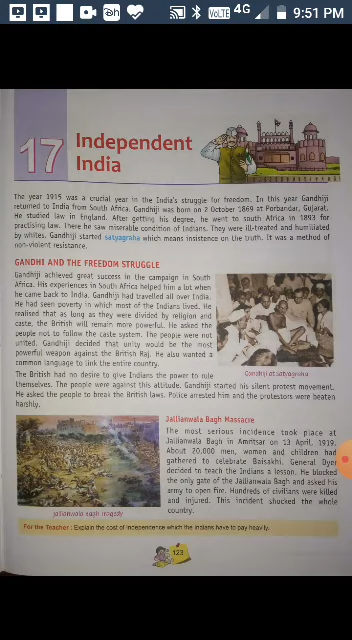 VoLTE 4G 9:51 PM
17 Independent
India
The year 1915 was a crucial year in the India's struggle for freedom. In this year Gandhiji
returned to India from South Africa. Gandhiji was born on 2 October 1869 at Porbandar, Gujarat.
He studied law in England. After getting his degree, he went to south Africa in 1893 for
practising law. There he saw miserable condition of Indians. They were ill-treated and humiliated
by whites. Gandhiji started satyagraha which means insistence on the truth. It was a method of
non-violent resistance.
GANDHI AND THE FREEDOM STRUGGLE
Gandhiji achieved great success in the campaign in South
Africa. His experiences in South Africa helped him a lot when
he came back to India. Gandhiji had travelled all over India.
He had seen poverty in which most of the Indians lived. He
realised that as long as they were divided by religion and
caste, the British will remain more powerful. He asked the
people not to follow the caste system. The people were not
united. Gandhiji decided that unity would be the most
powerful weapon against the British Raj. He also wanted a
common language to link the entire country.
Gandhiji at satyagraha
The British had no desire to give Indians the power to rule
themselves. The people were against this attitude. Gandhiji started his silent protest movement.
He asked the people to break the British laws. Police arrested him and the protestors were beaten
harshly.
Jallianwala Bagh Massacre
The most serious incidence took place at
Jallianwala Bagh in Amritsar on 13 April, 1919.
About 20,000 men, women and children had
gathered to celebrate Baisakhi. General Dyer
decided to teach the Indians a lesson. He blocked
the only gate of the Jallianwala Bagh and asked his
army to open fire. Hundreds of civilians were killed
and injured. This incident shocked the whole
country.
Jallianwala Bagh tragedy
For the Teacher : Explain the cost of independence which the Indians have to pay heavily.
123